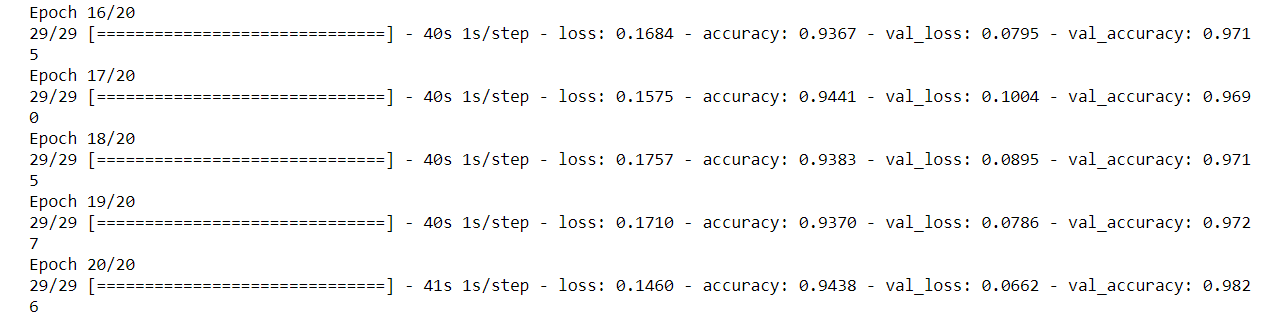 Epoch 16/20
29/29 [==============================] - 40s 1s/step - loss: 0.1684 - accuracy: 0.9367 - val_loss: 0.0795 - val_accuracy: 0.971
5
Epoch 17/20
29/29 [==============================] - 40s 1s/step - loss: 0.1575 - accuracy: 0.9441 - val_loss: 0.1004 - val_accuracy: 0.969
0
Epoch 18/20
29/29 [==============================] - 40s 1s/step - loss: 0.1757 - accuracy: 0.9383 - val_loss: 0.0895 - val_accuracy: 0.971
5
Epoch 19/20
29/29 [==============================] - 40s 1s/step - loss: 0.1710 - accuracy: 0.9370 - val_loss: 0.0786 - val_accuracy: 0.972
7
Epoch 20/20
29/29 [==============================] - 41s 1s/step - loss: 0.1460 - accuracy: 0.9438 - val_loss: 0.0662 - val_accuracy: 0.982
6